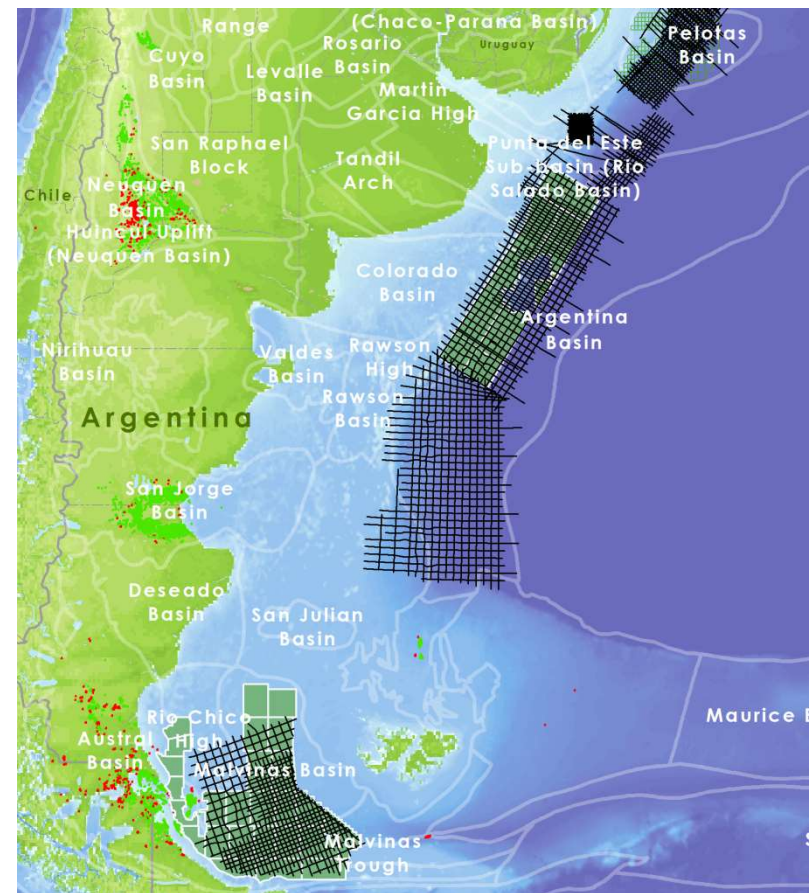 Range
(Chaco-Parana Basin)
Pelotas
Basin
Cuyo
Basin
Rosario
Basin
Uruguay
Levalle
Basin
Martin
Garcia High
San Raphael
Block
Tandil
Arch
Punta del Este
Sub-basin (Rio
Salado Basin)
Chile
Neuquen
Basin
Huincul Uplift
(Neuquen Basin)
Colorado
Basin
Argentina
Basin
Nirihuau
Basin
Valdes
Basin
Rawson
High
Rawson
Basin
Argentina
San Jorge
Basin
Deseado
Basin
San Julian
Basin
Rio Chico
High
Austral
Basin
Malvinas Basin
Maurice
Malvinas
Trough